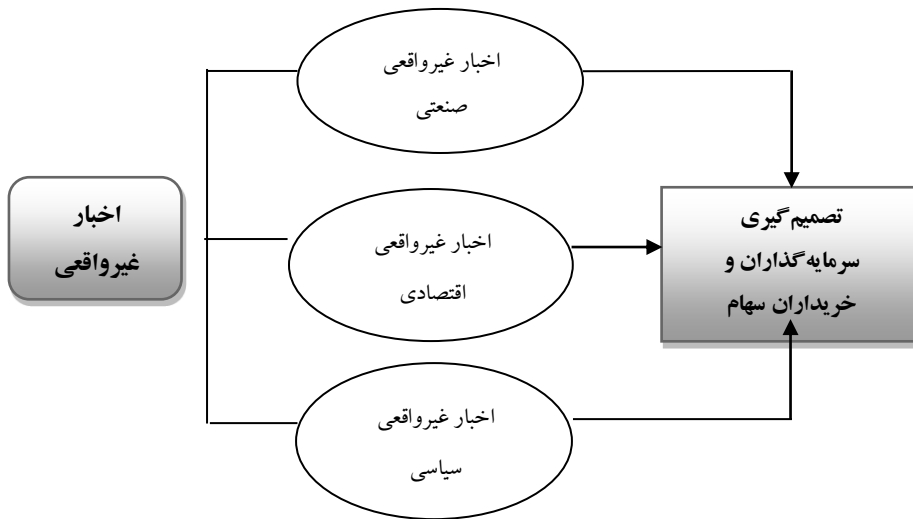 اخبار
غیرواقعی
اخبار غیرواقعی
صنعتی
اخبار غیرواقعی
اقتصادی
اخبار غیرواقعی
سیاسی
تصمیم‌گیری
سرمایه‌گذاران و
خریداران سهام